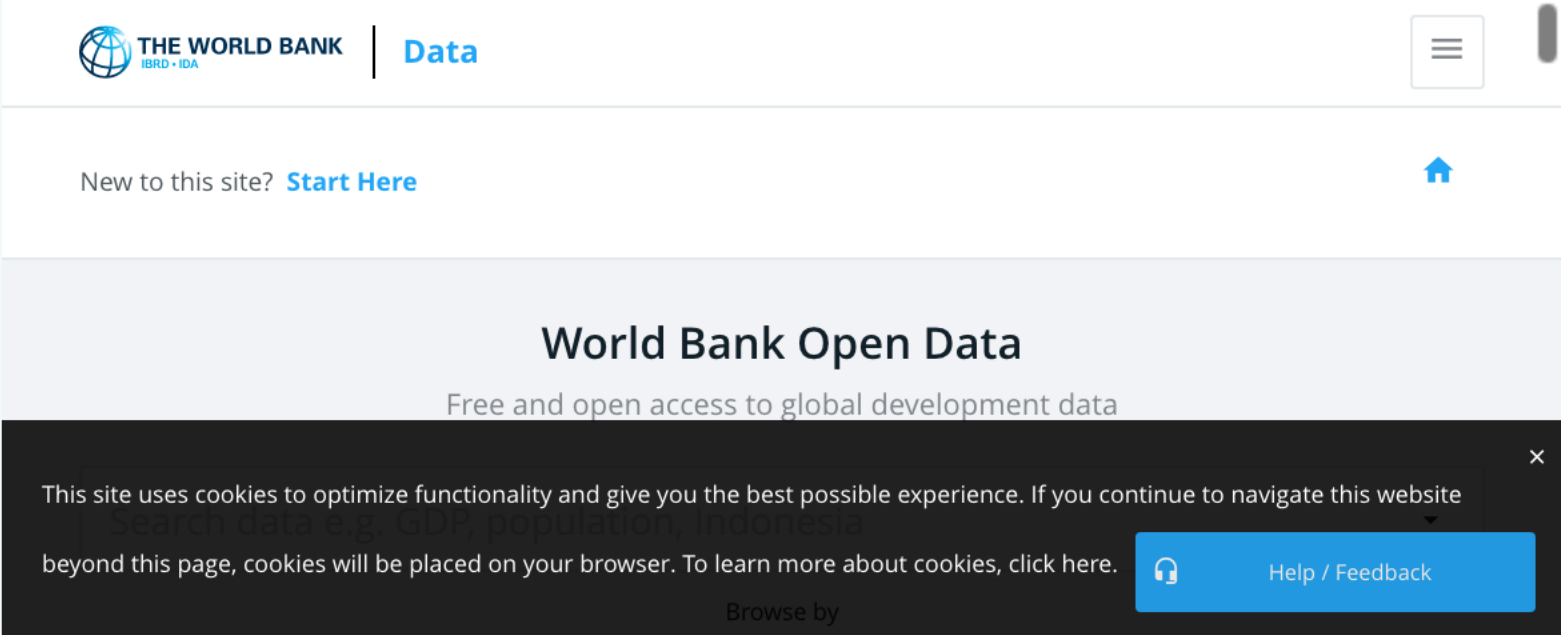 THE WORLD BANK
IBRD • IDA
Data
New to this site? Start Here
World Bank Open Data
Free and open access to global development data
This site uses cookies to optimize functionality and give you the best possible experience. If you continue to navigate this website
Search data e.g. GDP, population, Indonesia
beyond this page, cookies will be placed on your browser. To learn more about cookies, click here.
Help / Feedback
Browse by